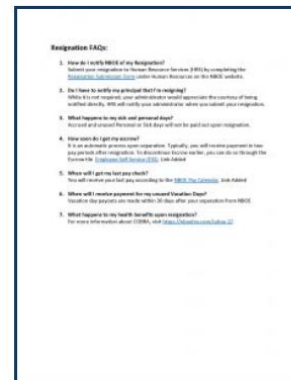 Resignation FAQs:
1. How do I notify NBOE of my Resignation?
Submit your resignation to Human Resource Services (HRS) by completing the
Resignation Submission Form under Human Resources on the NBOE website.
2. Do I have to notify my principal that I'm resigning?
While it is not required, your administrator would appreciate the courtesy of being
notified directly. HRS will notify your administrator when you submit your resignation.
3. What happens to my sick and personal days?
Accrued and unused Personal or Sick days will not be paid out upon resignation.
4. How soon do I get my escrow?
It is an automatic process upon separation. Typically, you will receive payment in two
pay periods after resignation. To discontinue Escrow earlier, you can do so through the
Escrow tile Employee Self Service (ESS). Link Added
5. When will I get my last pay check?
You will receive your last pay according to the NBOE Pay Calendar. Link Added
6. When will I receive payment for my unused Vacation Days?
Vacation day payouts are made within 30 days after your separation from NBOE
7. What happens to my health benefits upon resignation?
For more information about COBRA, visit